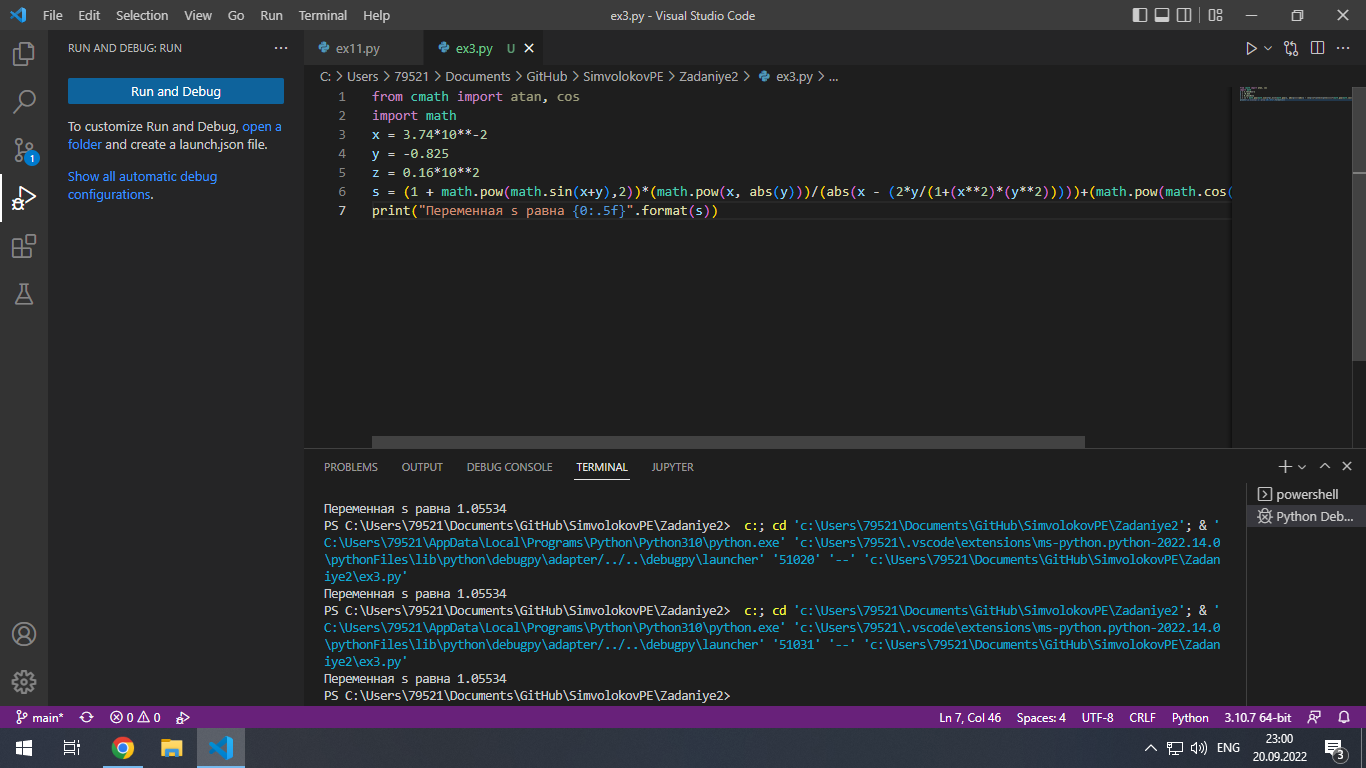 File Edit Selection View Go Run Terminal Help ex3.py - Visual Studio Code
RUN AND DEBUG: RUN ...
Run and Debug
To customize Run and Debug, open a
folder and create a launch.json file.
Show all automatic debug
configurations.
ex11.py ex3.py U
C: > Users > 79521 > Documents > GitHub > SimvolokovPE > Zadaniye2 > ex3.py > ...
1 from cmath import atan, cos
2 import math
3 x = 3.74*10**-2
4 y = -0.825
5 z = 0.16*10**2
6 s = (1 + math.pow(math.sin(x+y),2))*(math.pow(x, abs(y)))/(abs(x - (2*y/(1+(x**2)*(y**2)))))+(math.pow(math.cos(
7 print("Переменная s равна {0:.5f}".format(s))
PROBLEMS OUTPUT DEBUG CONSOLE TERMINAL JUPYTER
Переменная s равна 1.05534
PS C:\Users\79521\Documents\GitHub\SimvolokovPE\Zadaniye2> c:; cd 'c:\Users\79521\Documents\GitHub\SimvolokovPE\Zadaniye2'; & '
C:\Users\79521\AppData\Local\Programs\Python\Python310\python.exe' 'c:\Users\79521\.vscode\extensions\ms-python.python-2022.14.0
\pythonFiles\lib\python\debugpy\adapter/../..\debugpy\launcher' '51020' '--' 'c:\Users\79521\Documents\GitHub\SimvolokovPE\Zadan
iye2\ex3.py'
Переменная s равна 1.05534
PS C:\Users\79521\Documents\GitHub\SimvolokovPE\Zadaniye2> c:; cd 'c:\Users\79521\Documents\GitHub\SimvolokovPE\Zadaniye2'; & '
C:\Users\79521\AppData\Local\Programs\Python\Python310\python.exe' 'c:\Users\79521\.vscode\extensions\ms-python.python-2022.14.0
\pythonFiles\lib\python\debugpy\adapter/../..\debugpy\launcher' '51031' '--' 'c:\Users\79521\Documents\GitHub\SimvolokovPE\Zadan
iye2\ex3.py'
Переменная s равна 1.05534
PS C:\Users\79521\Documents\GitHub\SimvolokovPE\Zadaniye2>
powershell
Python Deb...
1
main* 0 0 Ln 7, Col 46 Spaces: 4 UTF-8 CRLF Python 3.10.7 64-bit
ENG 23:00
20.09.2022 3